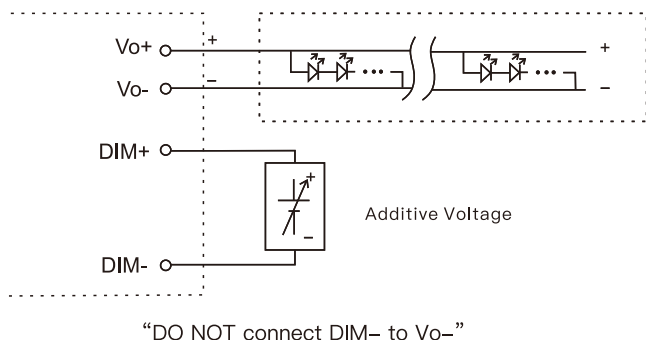 Vo+ + +
Vo- − −
DIM+
+
Additive Voltage
−
DIM-
“DO NOT connect DIM– to Vo–”